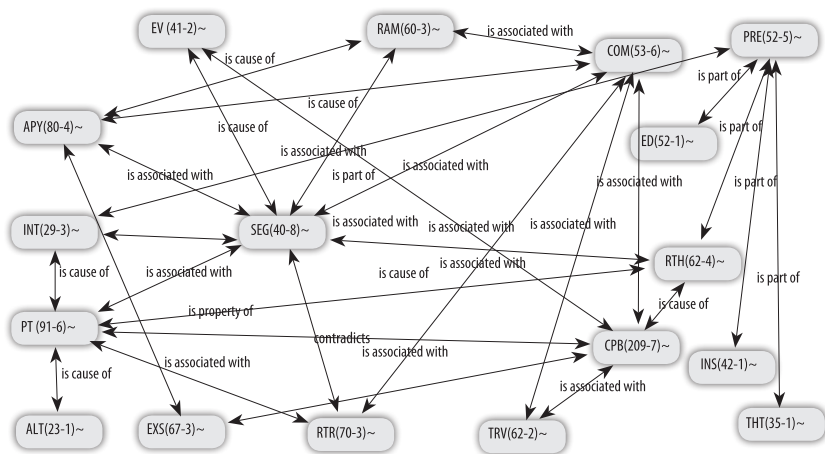 EV (41-2)~
RAM(60-3)~
is associated with
COM(53-6)~
PRE(52-5)~
is cause of
is part of
is cause of
APY(80-4)~
is cause of
is part of
ED(52-1)~
is associated with
is associated with
is part of
is associated with
is part of
is associated with
INT(29-3)~
SEG(40-8)~
is associated with
is associated with
is associated with
is cause of
is associated with
is cause of
is associated with
RTH(62-4)~
is part of
is property of
is cause of
PT (91-6)~
contradicts
CPB(209-7)~
is associated with
is associated with
INS(42-1)~
is cause of
is associated with
ALT(23-1)~
EXS(67-3)~
RTR(70-3)~
TRV(62-2)~
THT(35-1)~